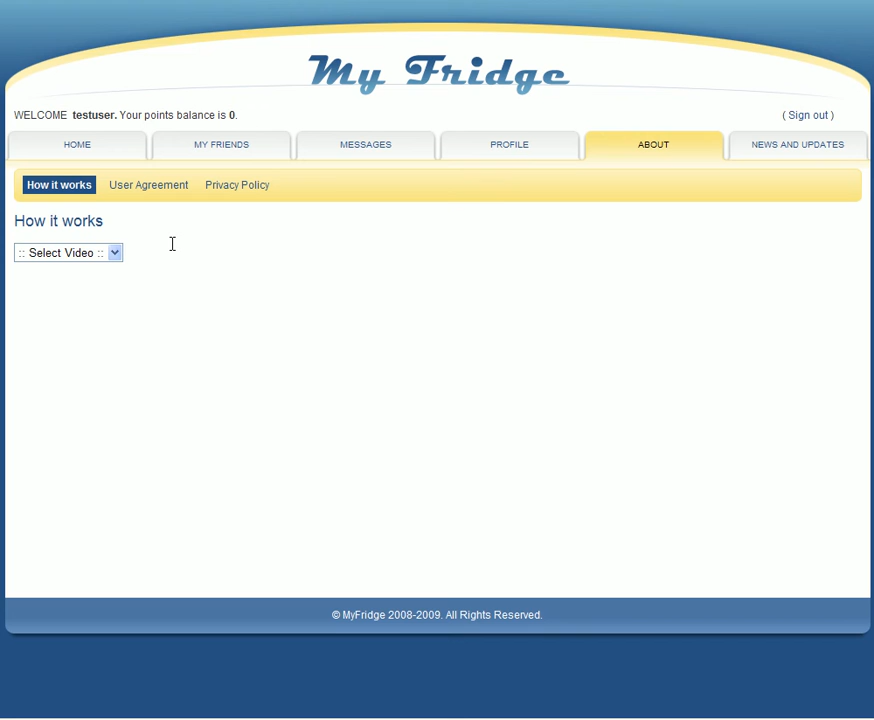 My Fridge
WELCOME testuser. Your points balance is 0.
( Sign out )
HOME
MY FRIENDS
MESSAGES
PROFILE
ABOUT
NEWS AND UPDATES
How it works
User Agreement
Privacy Policy
How it works
:: Select Video ::
© MyFridge 2008-2009. All Rights Reserved.